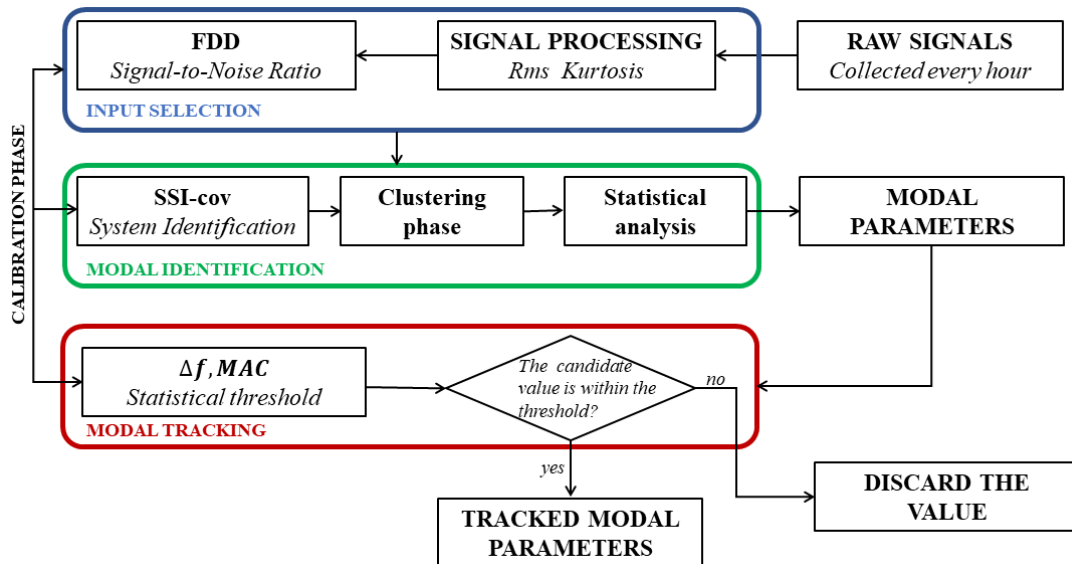 FDD
Signal-to-Noise Ratio
SIGNAL PROCESSING
Rms Kurtosis
RAW SIGNALS
Collected every hour
INPUT SELECTION
CALIBRATION PHASE
SSI-cov
System Identification
Clustering
phase
Statistical
analysis
MODAL
PARAMETERS
MODAL IDENTIFICATION
Δf, MAC
Statistical threshold
The candidate
value is within the
threshold?
no
MODAL TRACKING
yes
TRACKED MODAL
PARAMETERS
DISCARD THE
VALUE